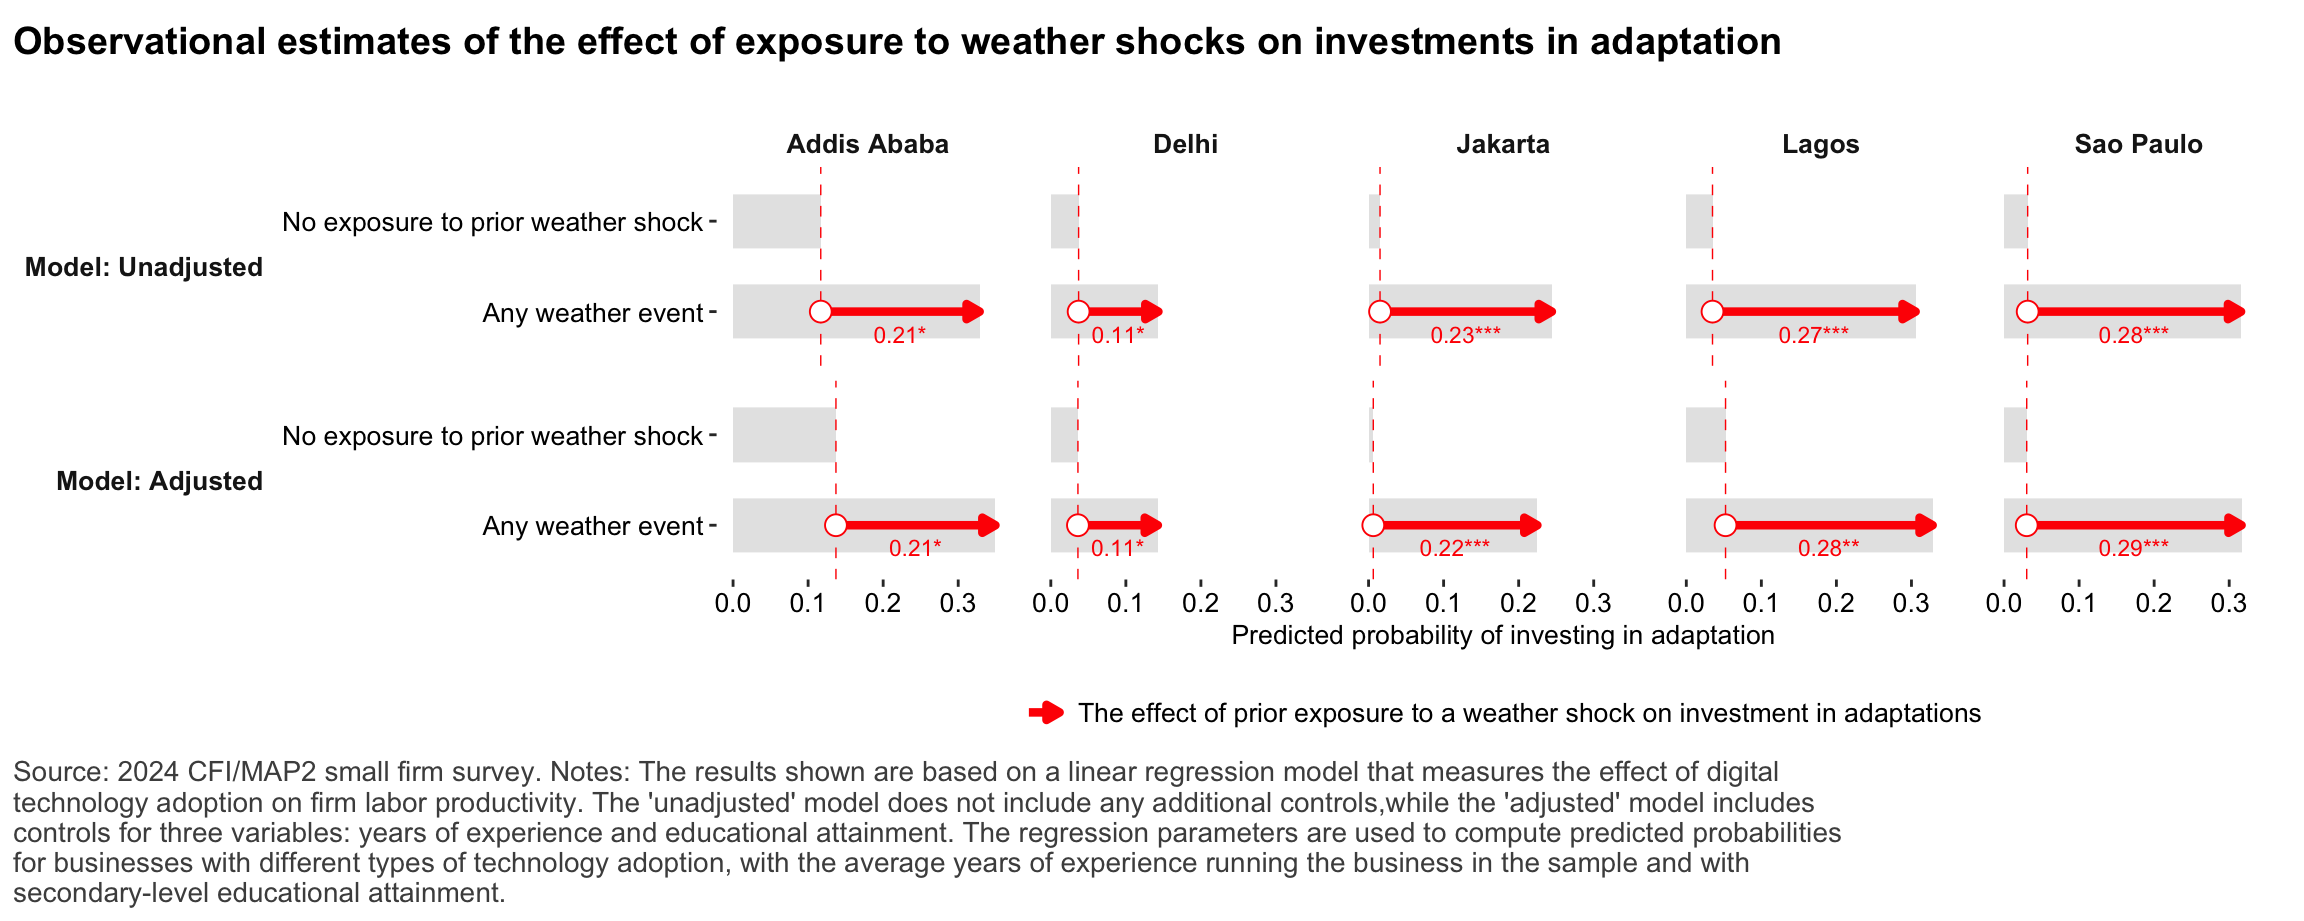 Observational estimates of the effect of exposure to weather shocks on investments in adaptation
Addis Ababa Delhi Jakarta Lagos Sao Paulo
Model: Unadjusted
No exposure to prior weather shock
Any weather event
0.21* 0.11* 0.23*** 0.27*** 0.28***
Model: Adjusted
No exposure to prior weather shock
Any weather event
0.21* 0.11* 0.22*** 0.28** 0.29***
0.0 0.1 0.2 0.3 0.0 0.1 0.2 0.3 0.0 0.1 0.2 0.3 0.0 0.1 0.2 0.3 0.0 0.1 0.2 0.3
Predicted probability of investing in adaptation
The effect of prior exposure to a weather shock on investment in adaptations
Source: 2024 CFI/MAP2 small firm survey. Notes: The results shown are based on a linear regression model that measures the effect of digital
technology adoption on firm labor productivity. The 'unadjusted' model does not include any additional controls,while the 'adjusted' model includes
controls for three variables: years of experience and educational attainment. The regression parameters are used to compute predicted probabilities
for businesses with different types of technology adoption, with the average years of experience running the business in the sample and with
secondary-level educational attainment.